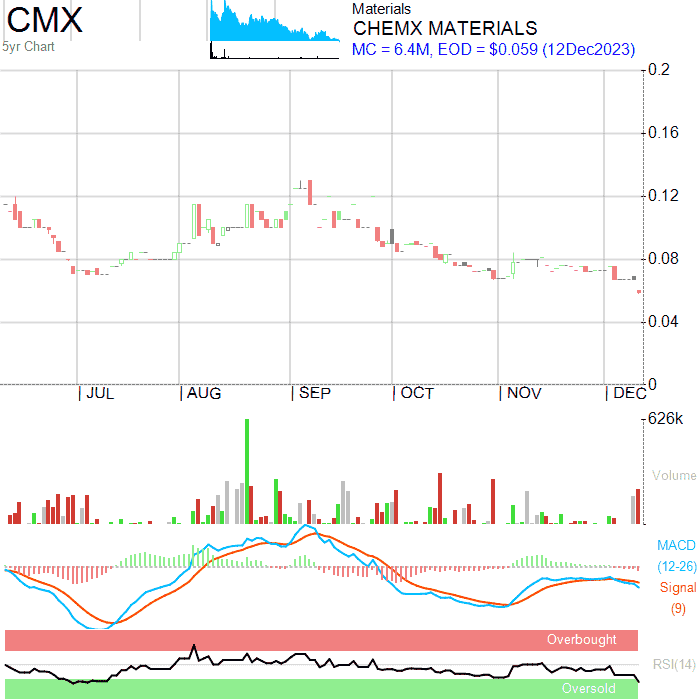 CMX
5yr Chart
Materials
CHEMX MATERIALS
MC = 6.4M, EOD = $0.059 (12Dec2023)
0.2
0.16
0.12
0.08
0.04
0
JUL AUG SEP OCT NOV DEC
626k
Volume
MACD
(12-26)
Signal
(9)
Overbought
RSI(14)
Oversold